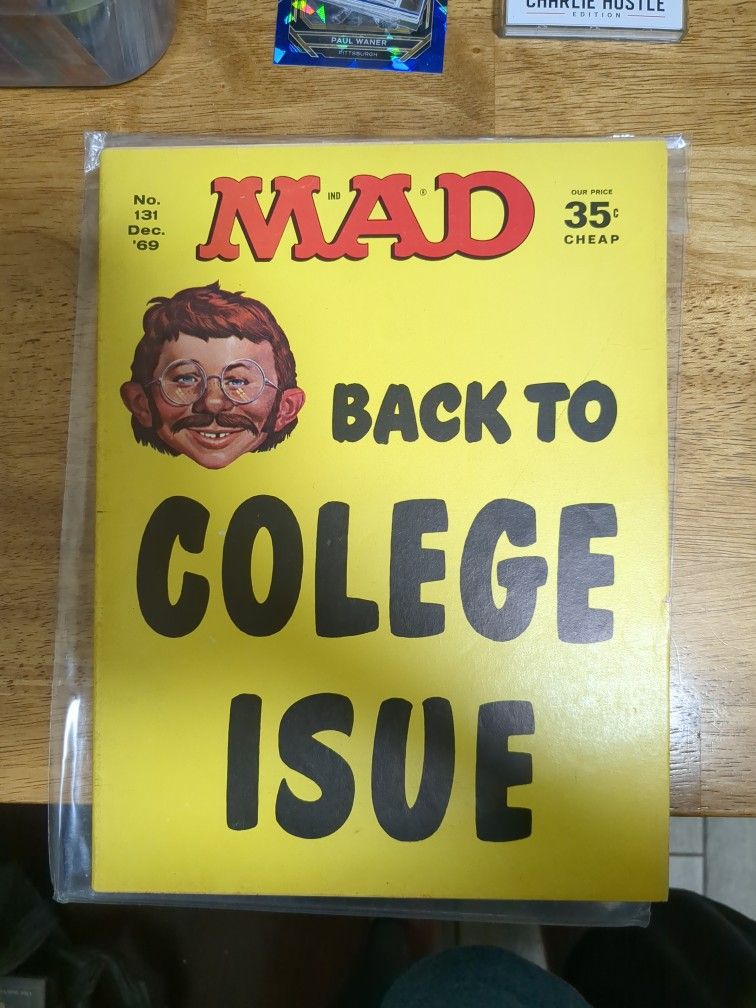 PAUL WANER
PITTSBURGH
CHARLIE HUSTLE
EDITION
No.
131
Dec.
'69
MAD
IND
®
OUR PRICE
35¢
CHEAP
BACK TO
COLEGE
ISUE